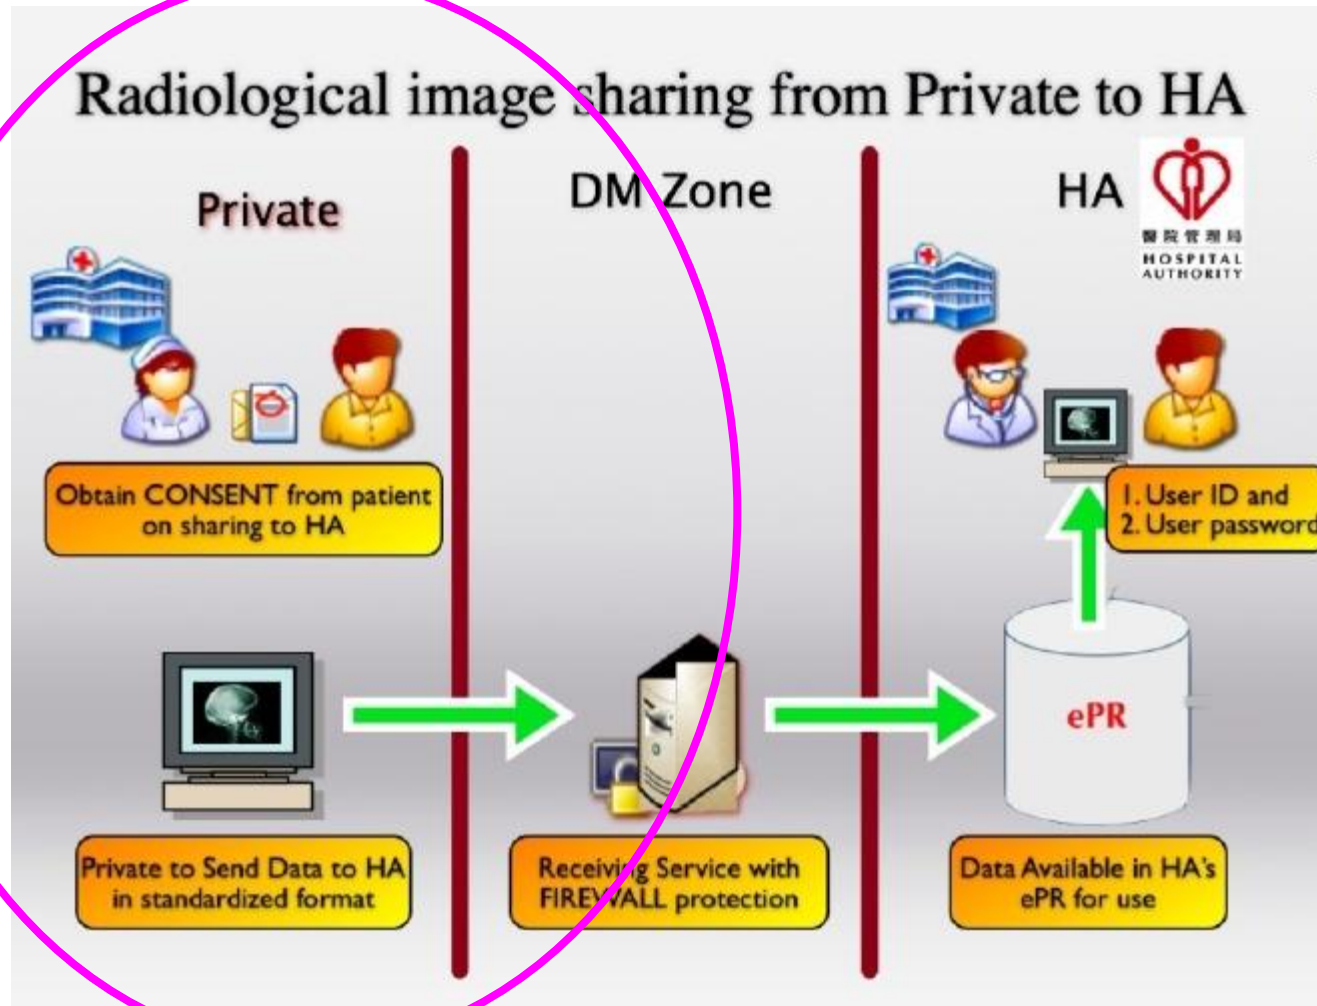 Radiological image sharing from Private to HA
Private
DM Zone
HA
醫院管理局
HOSPITAL
AUTHORITY
Obtain CONSENT from patient
on sharing to HA
1. User ID and
2. User password
ePR
Private to Send Data to HA
in standardized format
Receiving Service with
FIREWALL protection
Data Available in HA's
ePR for use